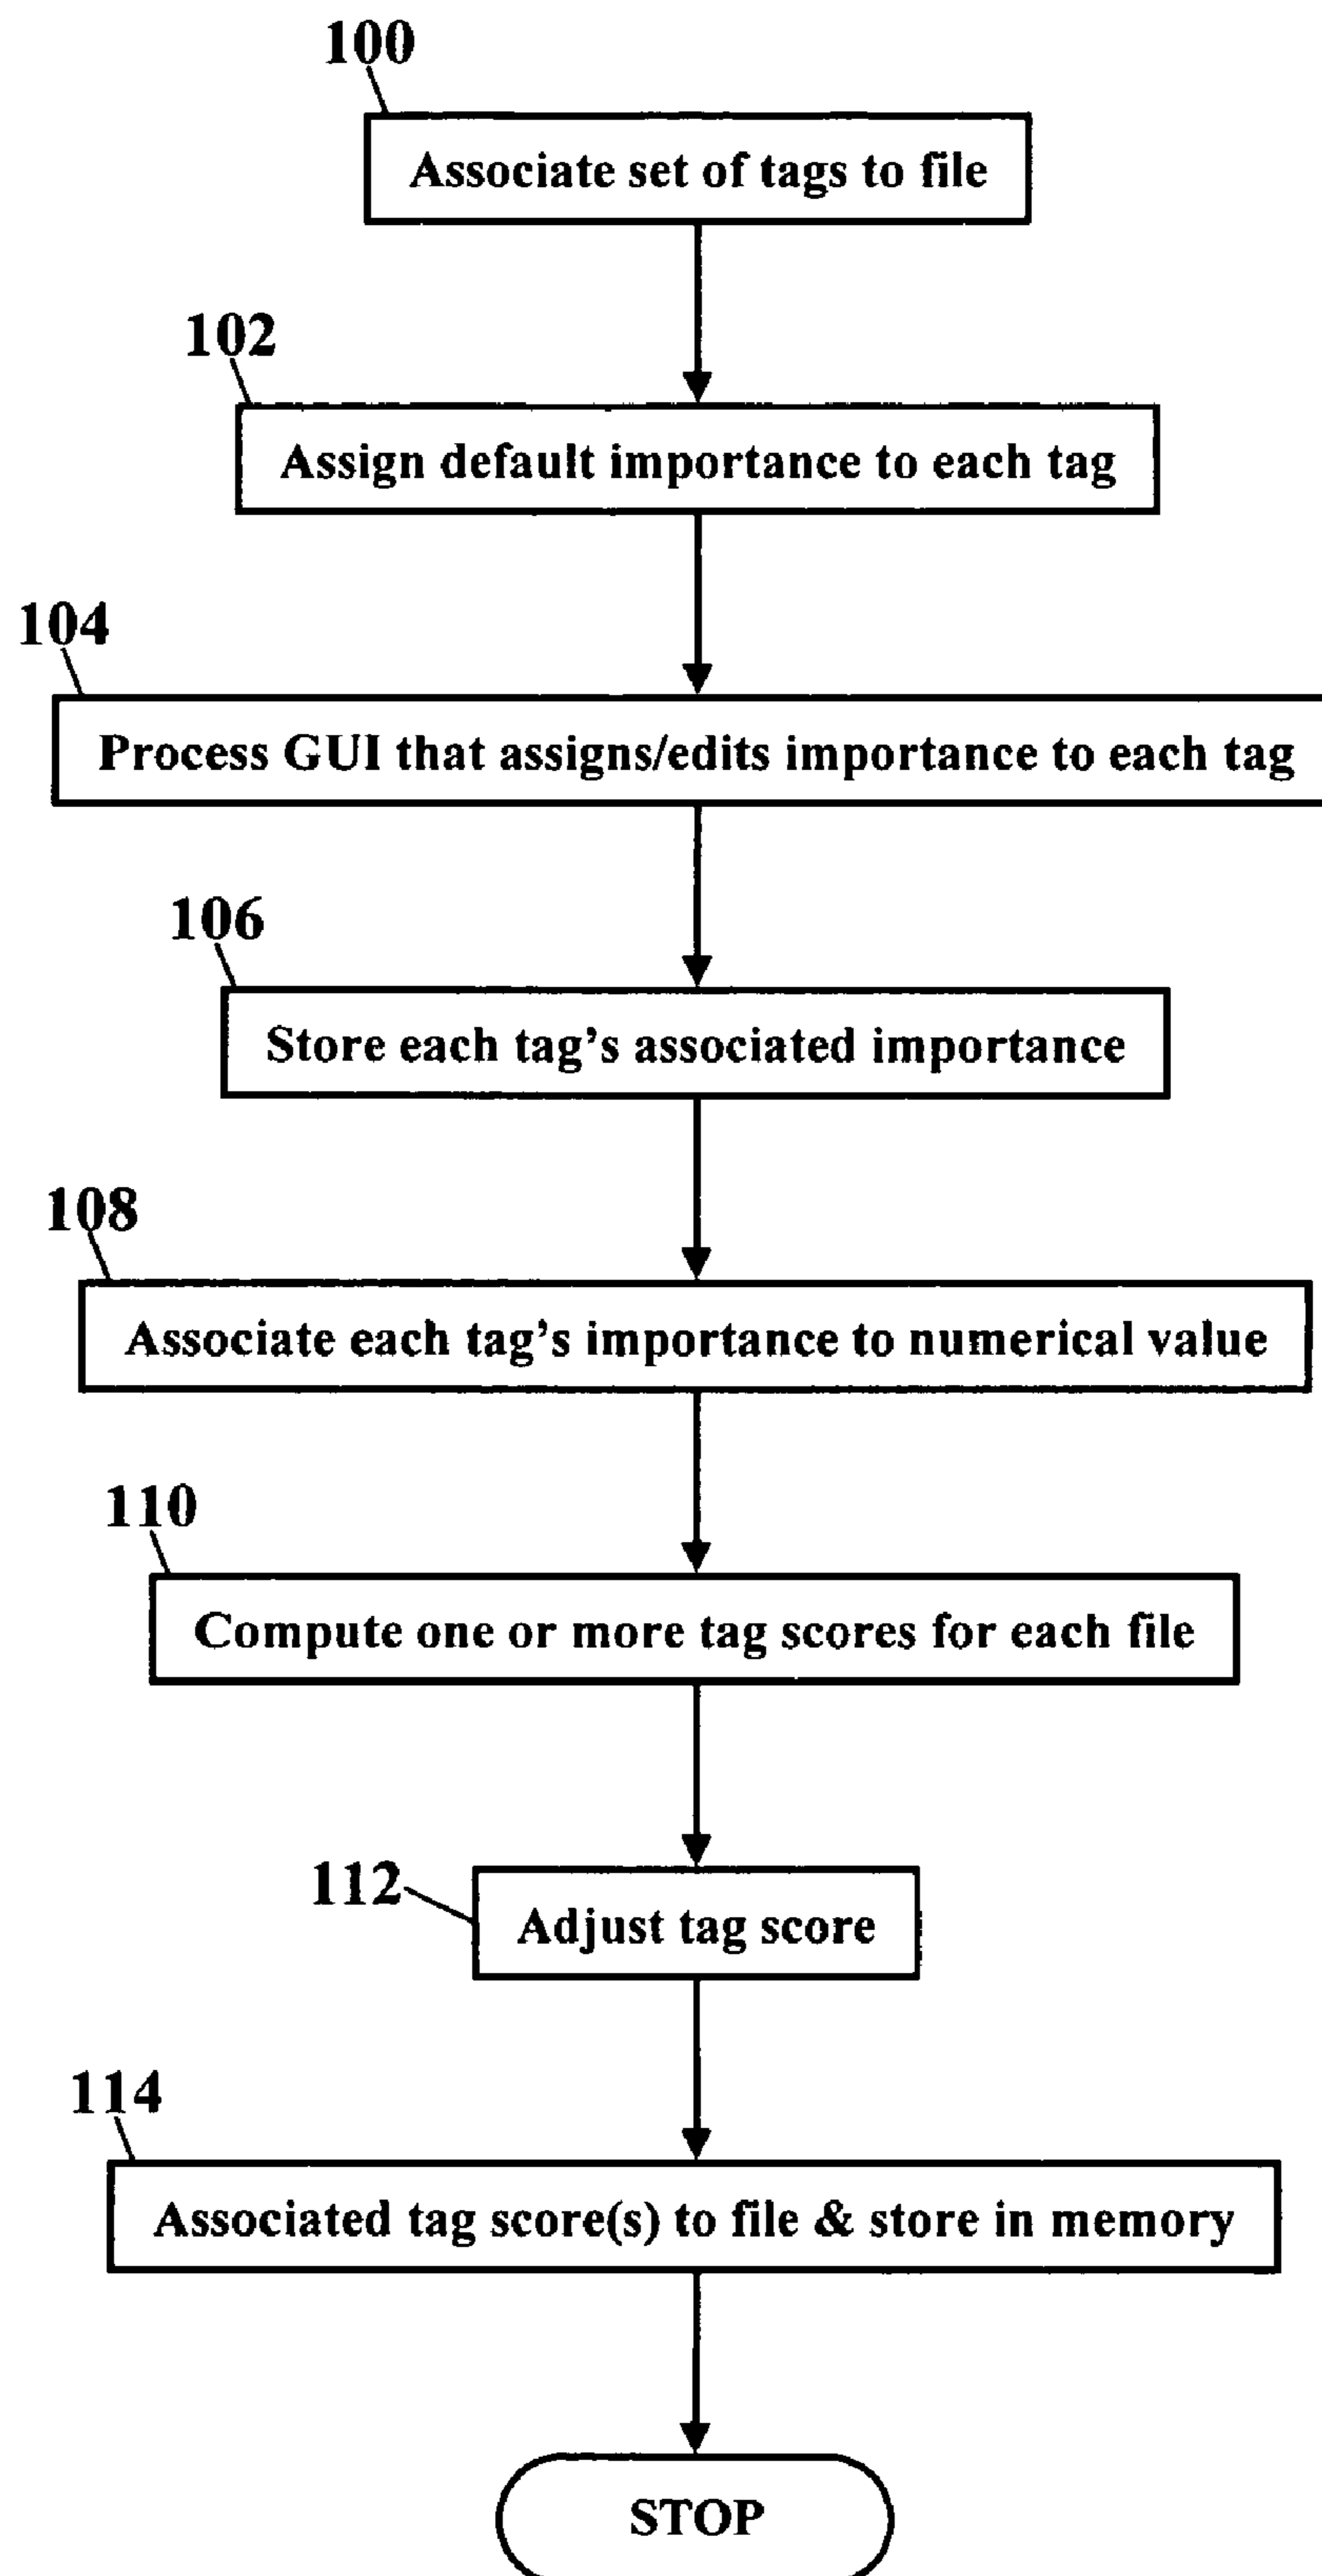 100
Associate set of tags to file
102
Assign default importance to each tag
104
Process GUI that assigns/edits importance to each tag
106
Store each tag's associated importance
108
Associate each tag's importance to numerical value
110
Compute one or more tag scores for each file
112
Adjust tag score
114
Associated tag score(s) to file & store in memory
STOP